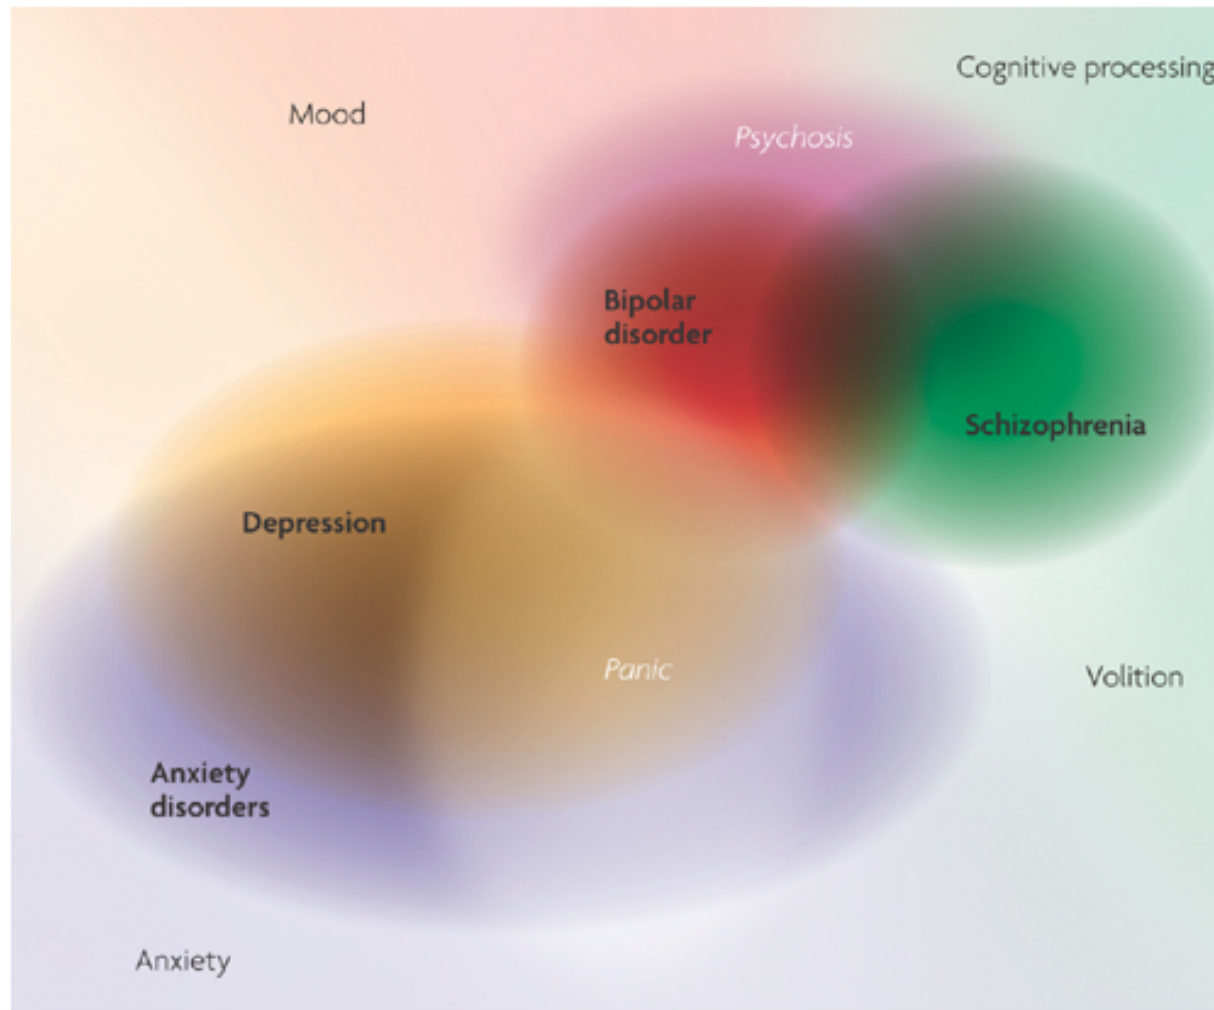 Cognitive processing
Mood
Psychosis
Bipolar
disorder
Schizophrenia
Depression
Panic
Volition
Anxiety
disorders
Anxiety